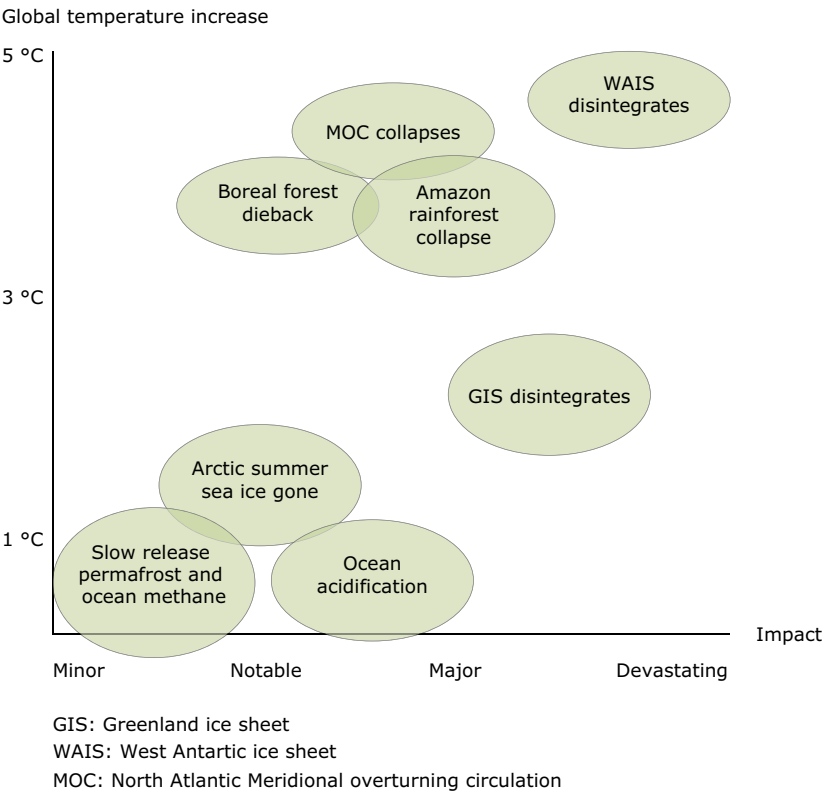 Global temperature increase
5 °C
WAIS
disintegrates
MOC collapses
Boreal forest
dieback
Amazon
rainforest
collapse
3 °C
GIS disintegrates
Arctic summer
sea ice gone
1 °C
Slow release
permafrost and
ocean methane
Ocean
acidification
Impact
Minor
Notable
Major
Devastating
GIS: Greenland ice sheet
WAIS: West Antartic ice sheet
MOC: North Atlantic Meridional overturning circulation